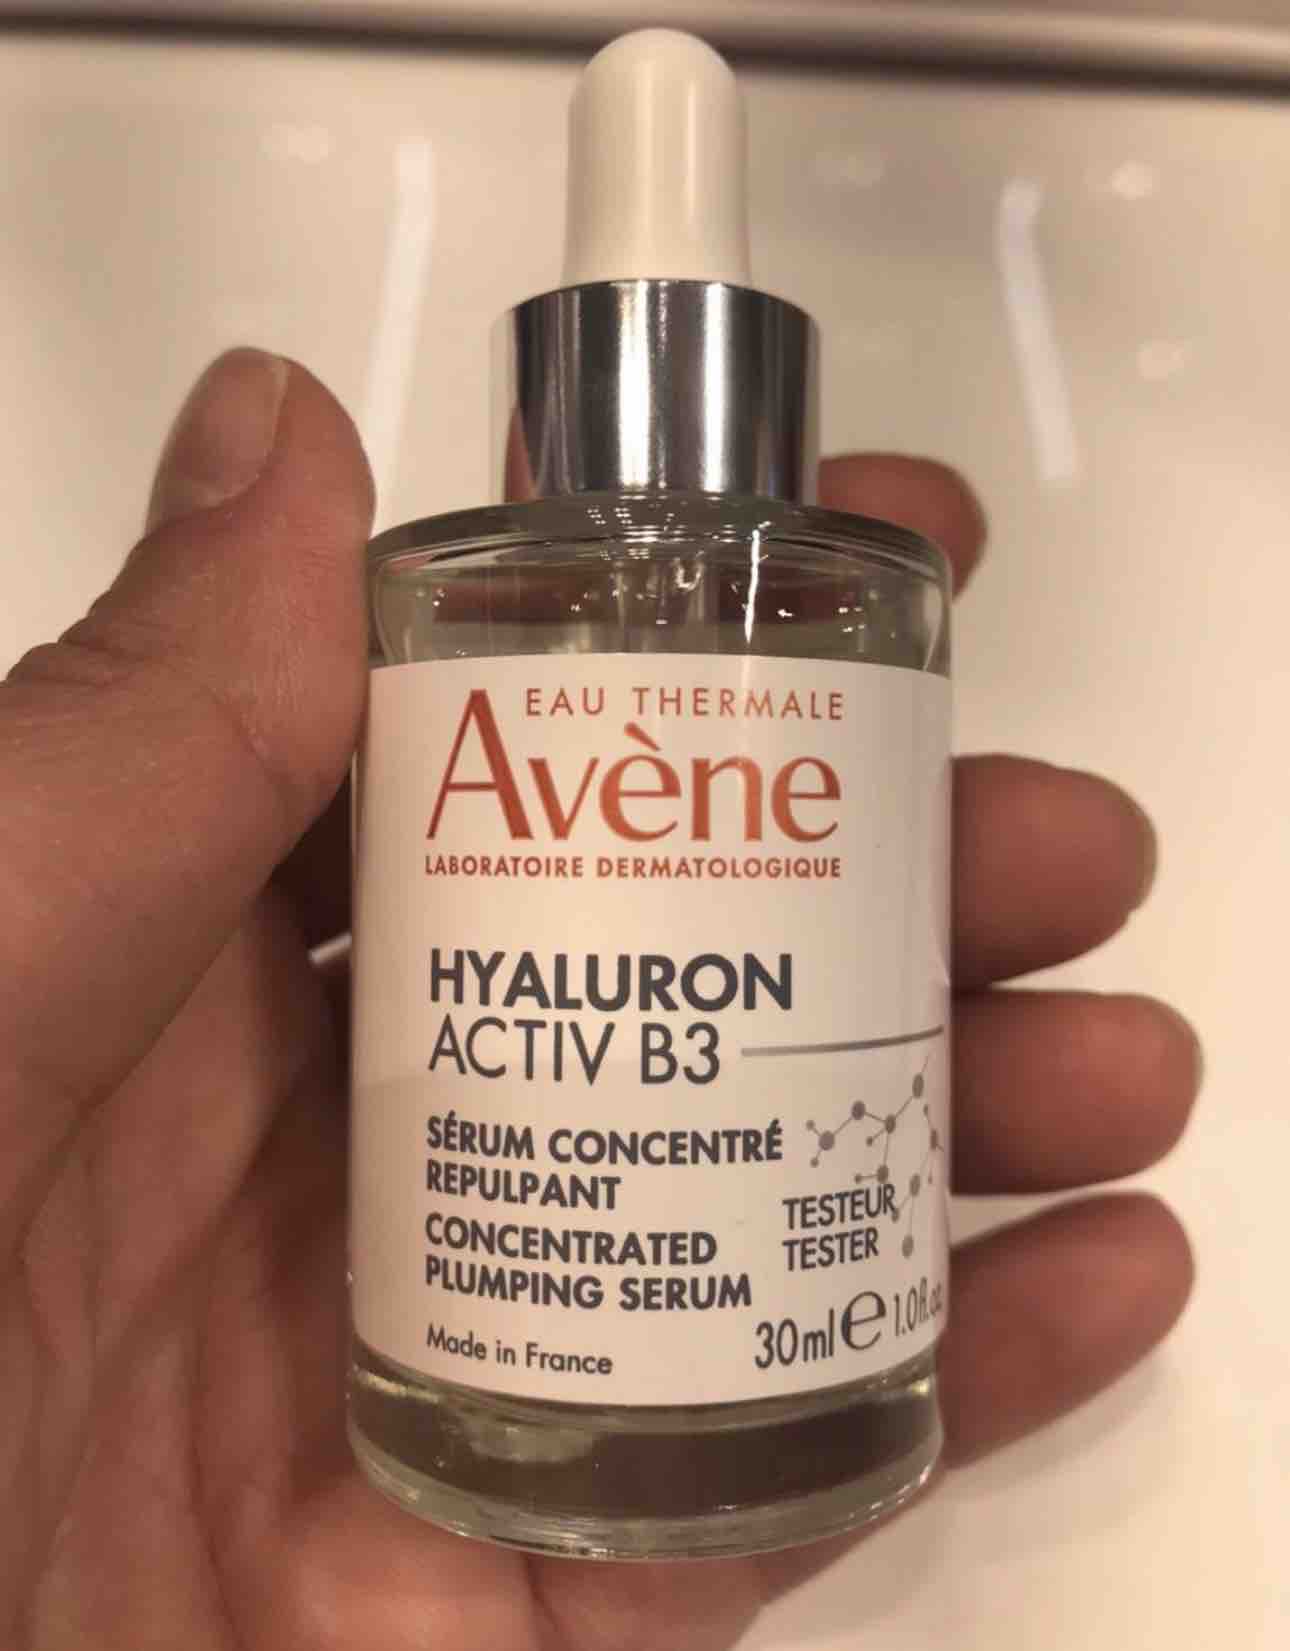 EAU THERMALE
Avène
LABORATOIRE DERMATOLOGIQUE
HYALURON
ACTIV B3
SÉRUM CONCENTRÉ
REPULPANT
CONCENTRATED
PLUMPING SERUM
TESTEUR
TESTER
Made in France
30ml e 1.0fl.oz